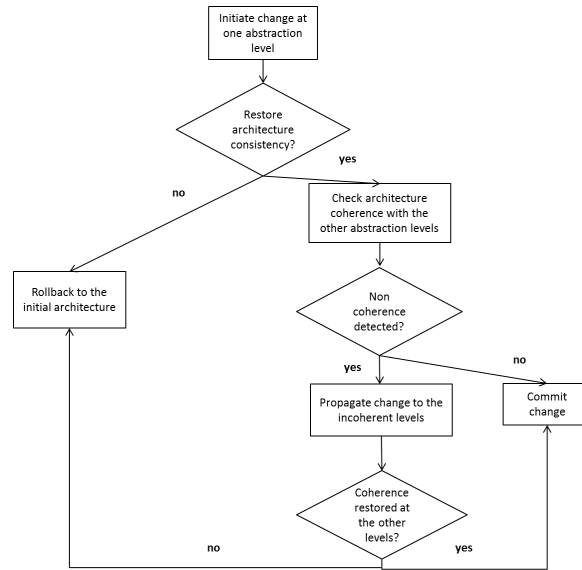 Initiate change at
one abstraction
level
Restore
architecture
consistency?
yes
no
Check architecture
coherence with the
other abstraction levels
Rollback to the
initial architecture
Non
coherence
detected?
yes
no
Propagate change to the
incoherent levels
Commit
change
Coherence
restored at
the other
levels?
no
yes